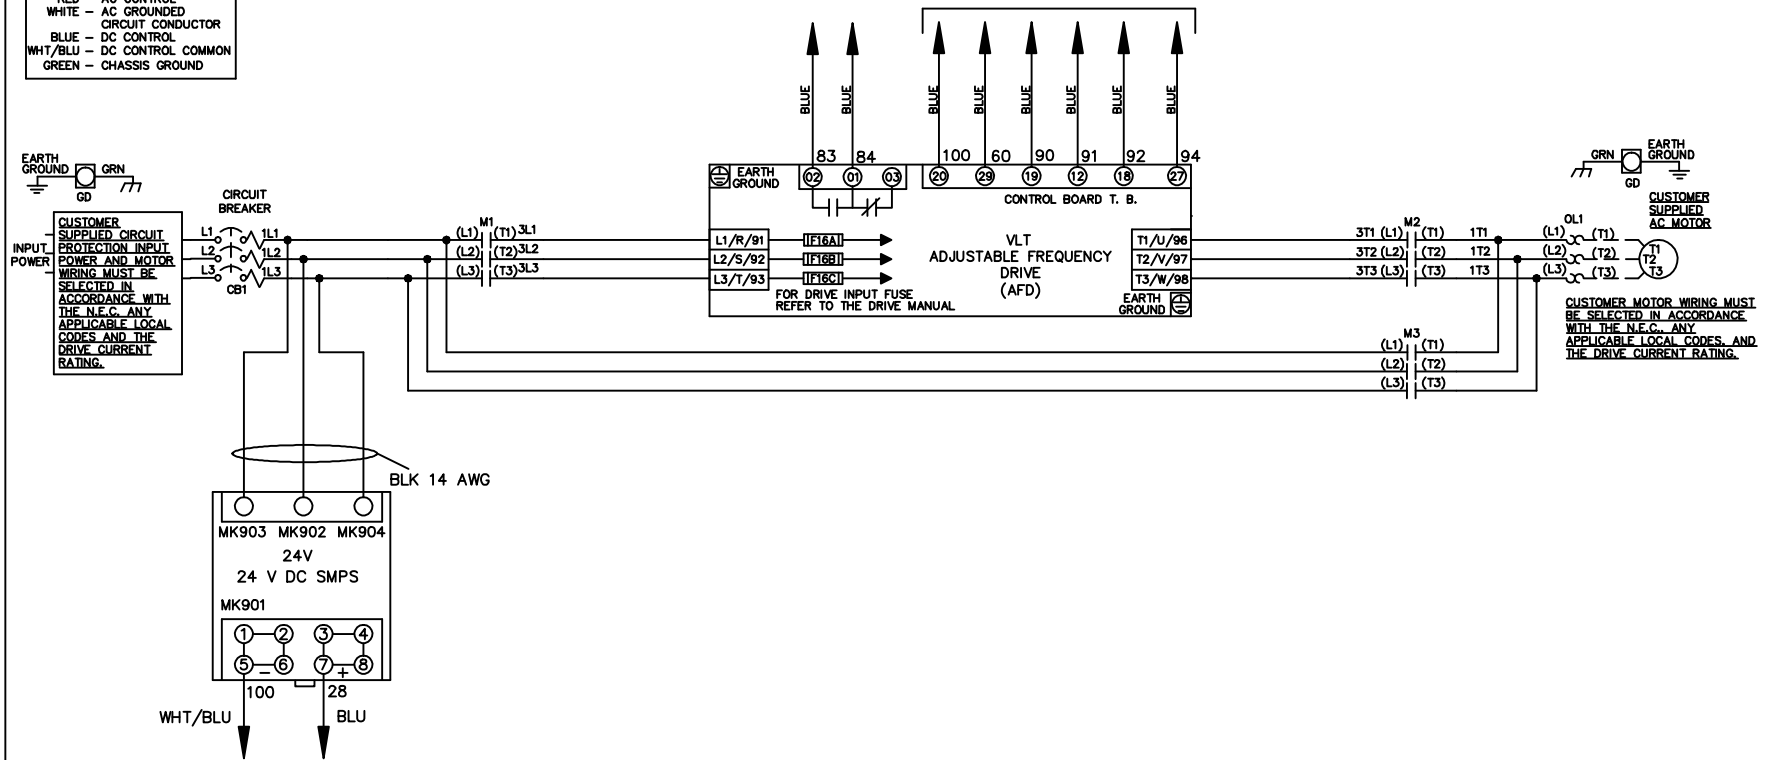 WHITE – AC GROUNDED
CIRCUIT CONDUCTOR
BLUE – DC CONTROL
WHT/BLU – DC CONTROL COMMON
GREEN – CHASSIS GROUND
BLUE
BLUE
BLUE
BLUE
BLUE
BLUE
BLUE
BLUE
83 84 100 60 90 91 92 94
02 01 03 20 29 19 12 18 27
EARTH
GROUND
GRN
GD
CIRCUIT
BREAKER
INPUT
POWER
CUSTOMER
SUPPLIED CIRCUIT
PROTECTION INPUT
POWER AND MOTOR
WIRING MUST BE
SELECTED IN
ACCORDANCE WITH
THE N.E.C. ANY
APPLICABLE LOCAL
CODES AND THE
DRIVE CURRENT
RATING.
L1 1L1
L2 1L2
L3 1L3
CB1
M1
(L1) (T1) 3L1
(L2) (T2) 3L2
(L3) (T3) 3L3
EARTH
GROUND
CONTROL BOARD T. B.
L1/R/91
L2/S/92
L3/T/93
F16A
F16B
F16C
FOR DRIVE INPUT FUSE
REFER TO THE DRIVE MANUAL
VLT
ADJUSTABLE FREQUENCY
DRIVE
(AFD)
T1/U/96
T2/V/97
T3/W/98
EARTH
GROUND
M2
3T1 (L1) (T1) 1T1
3T2 (L2) (T2) 1T2
3T3 (L3) (T3) 1T3
M3
(L1) (T1)
(L2) (T2)
(L3) (T3)
GRN
EARTH
GROUND
GD
CUSTOMER
SUPPLIED
AC MOTOR
OL1
(L1) (T1)
(L2) (T2)
(L3) (T3)
T1
T2
T3
CUSTOMER MOTOR WIRING MUST
BE SELECTED IN ACCORDANCE
WITH THE N.E.C., ANY
APPLICABLE LOCAL CODES, AND
THE DRIVE CURRENT RATING.
BLK 14 AWG
MK903 MK902 MK904
24V
24 V DC SMPS
MK901
1 2 3 4
5 6 7 8
– +
100 28
WHT/BLU BLU